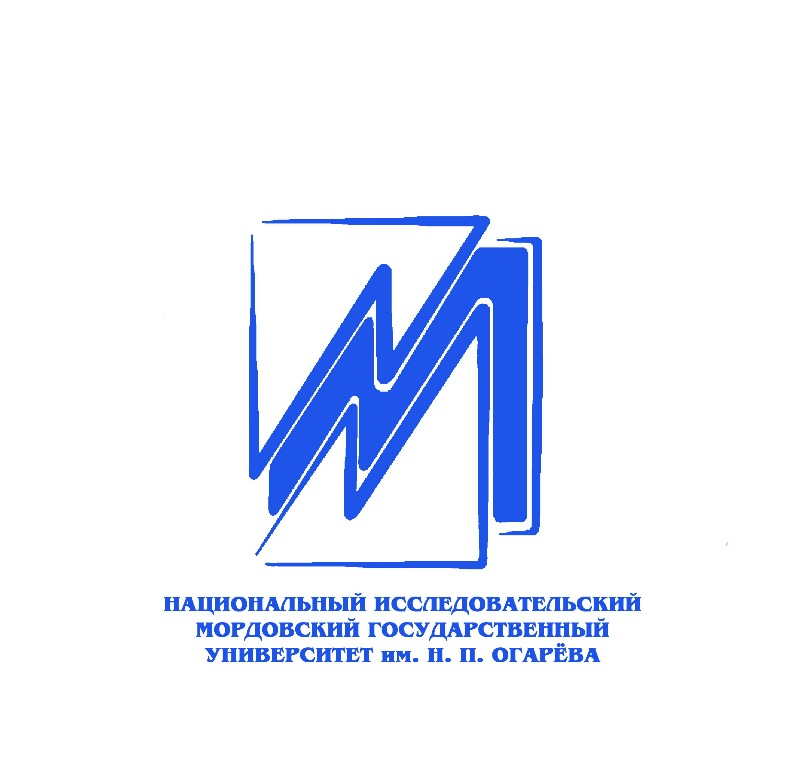 НАЦИОНАЛЬНЫЙ ИССЛЕДОВАТЕЛЬСКИЙ
МОРДОВСКИЙ ГОСУДАРСТВЕННЫЙ
УНИВЕРСИТЕТ им. Н. П. ОГАРЁВА